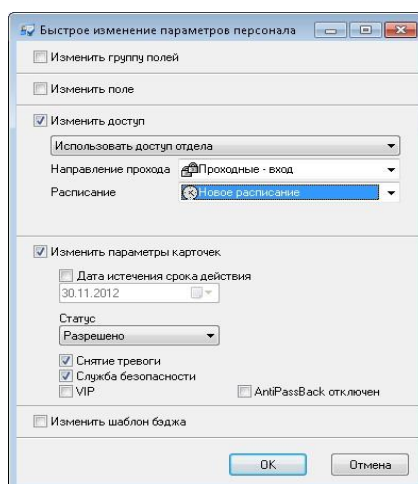 Быстрое изменение параметров персонала
Изменить группу полей
Изменить поле
Изменить доступ
Использовать доступ отдела
Направление прохода Проходные - вход
Расписание Новое расписание
Изменить параметры карточек
Дата истечения срока действия
30.11.2012
Статус
Разрешено
Снятие тревоги
Служба безопасности
VIP AntiPassBack отключен
Изменить шаблон бэджа
OK Отмена